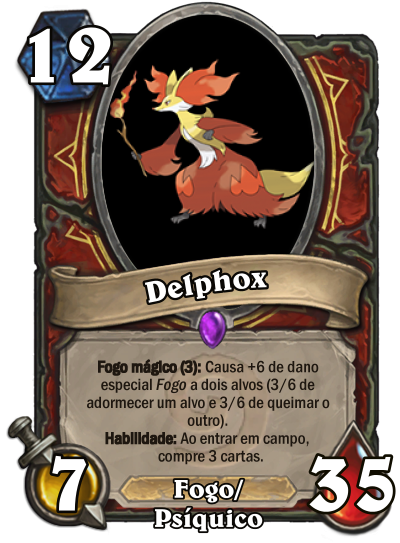 12
Delphox
Fogo mágico (3): Causa +6 de dano
especial Fogo a dois alvos (3/6 de
adormecer um alvo e 3/6 de queimar o
outro).
Habilidade: Ao entrar em campo,
compre 3 cartas.
7
35
Fogo/
Psíquico